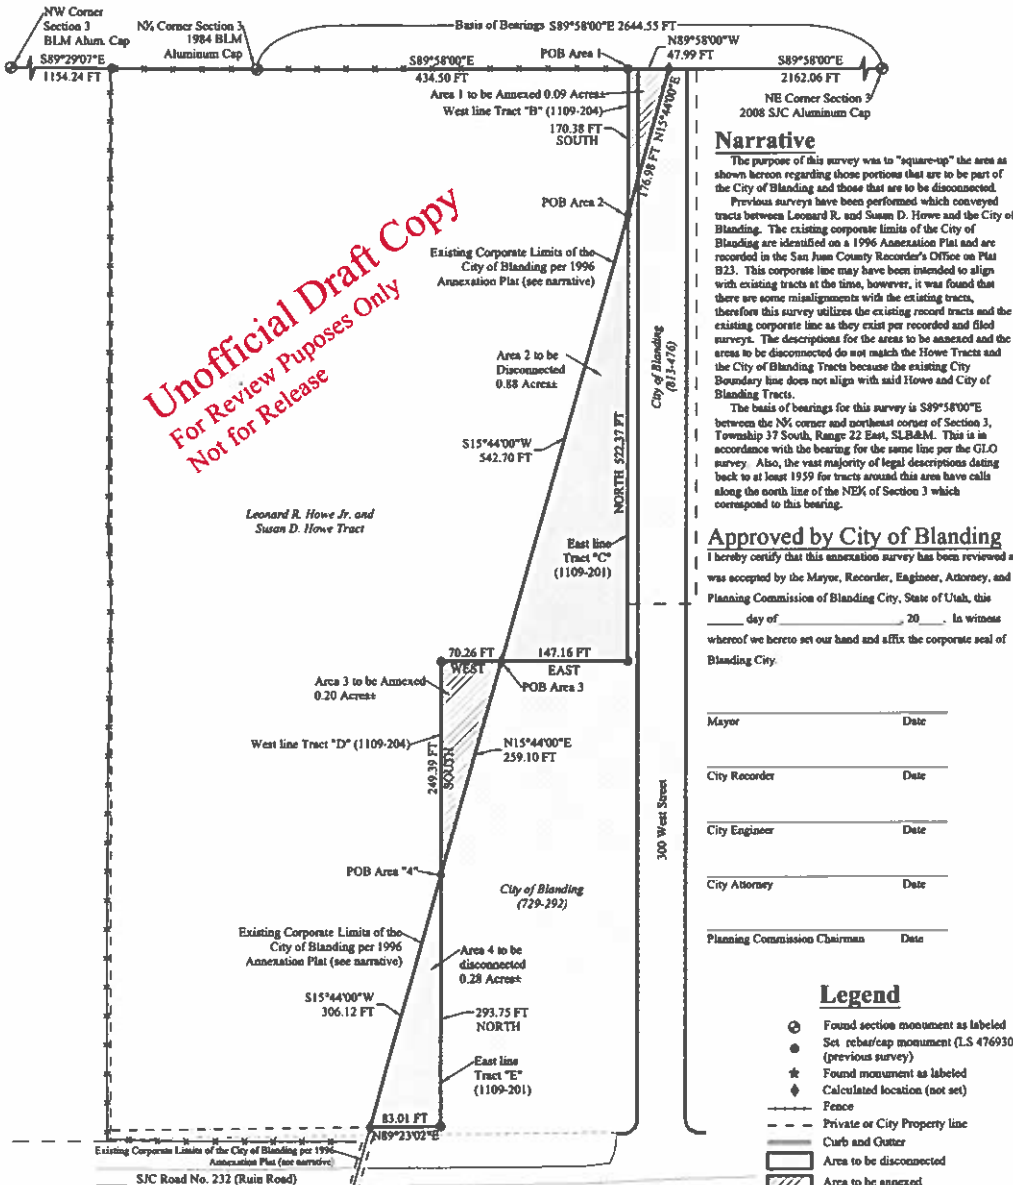 NW Corner
Section 3
BLM Alum. Cap
N¼ Corner Section 3
1984 BLM
Aluminum Cap
Basis of Bearings S89°58'00"E 2644.55 FT
S89°29'07"E
1154.24 FT
S89°58'00"E
434.50 FT
POB Area 1
N89°58'00"W
47.99 FT
S89°58'00"E
2162.06 FT
NE Corner Section 3
2008 SJC Aluminum Cap
Area 1 to be Annexed 0.09 Acres±
West line Tract "B" (1109-204)
170.38 FT
SOUTH
176.98 FT N15°44'00"E
POB Area 2
Existing Corporate Limits of the
City of Blanding per 1996
Annexation Plat (see narrative)
Unofficial Draft Copy
For Review Puposes Only
Not for Release
Area 2 to be
Disconnected
0.88 Acres±
City of Blanding
(813-476)
S15°44'00"W
542.70 FT
NORTH 522.37 FT
Leonard R. Howe Jr. and
Susan D. Howe Tract
East line
Tract "C"
(1109-201)
70.26 FT
WEST
147.16 FT
EAST
POB Area 3
Area 3 to be Annexed
0.20 Acres±
West line Tract "D" (1109-204)
249.39 FT
SOUTH
N15°44'00"E
259.10 FT
300 West Street
POB Area "4"
City of Blanding
(729-292)
Existing Corporate Limits of the
City of Blanding per 1996
Annexation Plat (see narrative)
Area 4 to be
disconnected
0.28 Acres±
S15°44'00"W
306.12 FT
293.75 FT
NORTH
East line
Tract "E"
(1109-201)
83.01 FT
N89°23'02"E
Existing Corporate Limits of the City of Blanding per 1996
Annexation Plat (see narrative)
SJC Road No. 232 (Ruin Road)
Narrative
The purpose of this survey was to "square-up" the area as
shown hereon regarding those portions that are to be part of
the City of Blanding and those that are to be disconnected.
Previous surveys have been performed which conveyed
tracts between Leonard R. and Susan D. Howe and the City of
Blanding. The existing corporate limits of the City of
Blanding are identified on a 1996 Annexation Plat and are
recorded in the San Juan County Recorder's Office on Plat
B23. This corporate line may have been intended to align
with existing tracts at the time, however, it was found that
there are some misalignments with the existing tracts,
therefore this survey utilizes the existing record tracts and the
existing corporate line as they exist per recorded and filed
surveys. The descriptions for the areas to be annexed and the
areas to be disconnected do not match the Howe Tracts and
the City of Blanding Tracts because the existing City
Boundary line does not align with said Howe and City of
Blanding Tracts.
The basis of bearings for this survey is S89°58'00"E
between the N¼ corner and northeast corner of Section 3,
Township 37 South, Range 22 East, SLB&M. This is in
accordance with the bearing for the same line per the GLO
survey. Also, the vast majority of legal descriptions dating
back to at least 1959 for tracts around this area have calls
along the north line of the NE¼ of Section 3 which
correspond to this bearing.
Approved by City of Blanding
I hereby certify that this annexation survey has been reviewed a
was accepted by the Mayor, Recorder, Engineer, Attorney, and
Planning Commission of Blanding City, State of Utah, this
____ day of ____________________, 20___. In witness
whereof we hereto set our hand and affix the corporate seal of
Blanding City.
Mayor Date
City Recorder Date
City Engineer Date
City Attorney Date
Planning Commission Chairman Date
Legend
Found section monument as labeled
Set rebar/cap monument (LS 476930
(previous survey)
Found monument as labeled
Calculated location (not set)
Fence
Private or City Property line
Curb and Gutter
Area to be disconnected
Area to be annexed